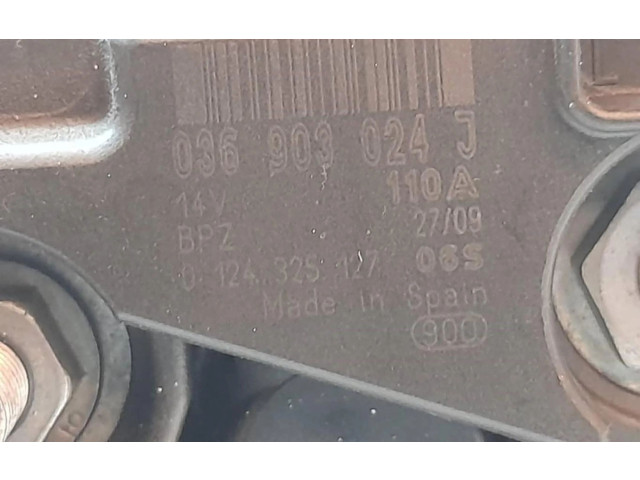 036 903 024 J
14V 110A
BPZ 27/09
0 124 325 127 06S
Made in Spain
900